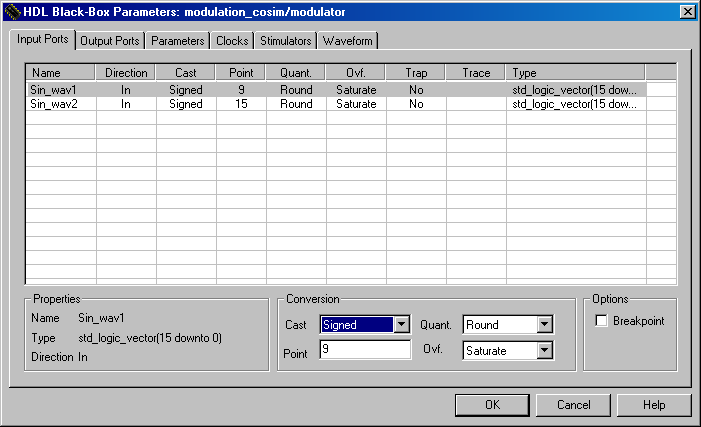 HDL Black-Box Parameters: modulation_cosim/modulator
Input Ports Output Ports Parameters Clocks Stimulators Waveform
Name Direction Cast Point Quant. Ovf. Trap Trace Type
Sin_wav1 In Signed 9 Round Saturate No std_logic_vector(15 dow...
Sin_wav2 In Signed 15 Round Saturate No std_logic_vector(15 dow...
Properties
Name Sin_wav1
Type std_logic_vector(15 downto 0)
Direction In
Conversion
Cast Signed Quant. Round
Point 9 Ovf. Saturate
Options
Breakpoint
OK Cancel Help